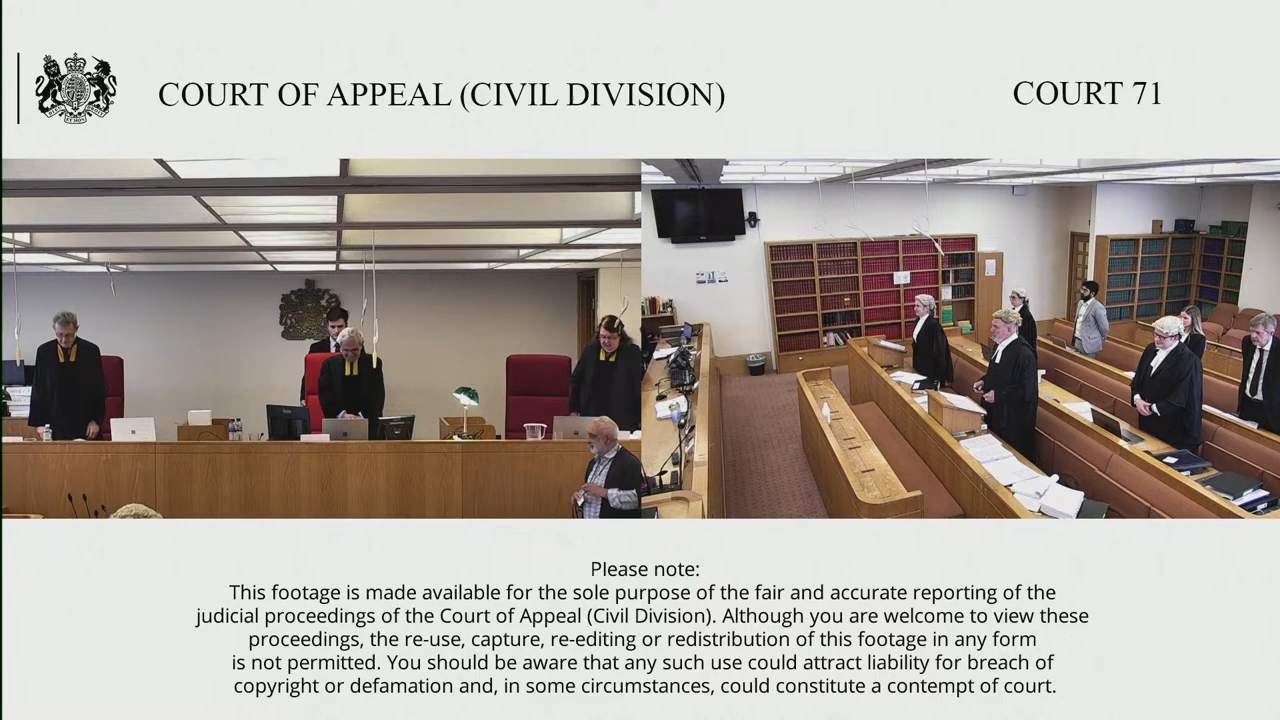 COURT OF APPEAL (CIVIL DIVISION)
COURT 71
Please note:
This footage is made available for the sole purpose of the fair and accurate reporting of the
judicial proceedings of the Court of Appeal (Civil Division). Although you are welcome to view these
proceedings, the re-use, capture, re-editing or redistribution of this footage in any form
is not permitted. You should be aware that any such use could attract liability for breach of
copyright or defamation and, in some circumstances, could constitute a contempt of court.